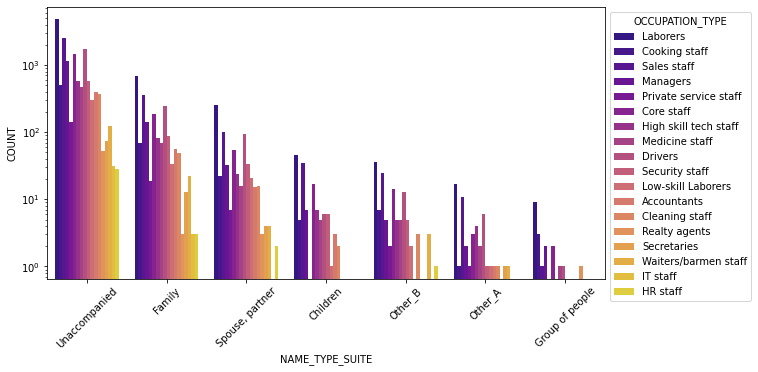 OCCUPATION_TYPE
Laborers
Cooking staff
Sales staff
Managers
Private service staff
Core staff
High skill tech staff
Medicine staff
Drivers
Security staff
Low-skill Laborers
Accountants
Cleaning staff
Realty agents
Secretaries
Waiters/barmen staff
IT staff
HR staff
COUNT
10³
10²
10¹
10⁰
Unaccompanied
Family
Spouse, partner
Children
Other_B
Other_A
Group of people
NAME_TYPE_SUITE